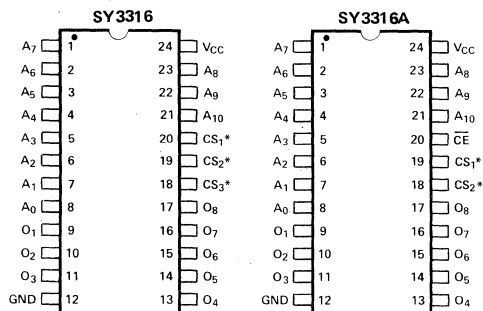 SY3316
A7 1 24 VCC
A6 2 23 A8
A5 3 22 A9
A4 4 21 A10
A3 5 20 CS1*
A2 6 19 CS2*
A1 7 18 CS3*
A0 8 17 O8
O1 9 16 O7
O2 10 15 O6
O3 11 14 O5
GND 12 13 O4
SY3316A
A7 1 24 VCC
A6 2 23 A8
A5 3 22 A9
A4 4 21 A10
A3 5 20 C̅E̅
A2 6 19 CS1*
A1 7 18 CS2*
A0 8 17 O8
O1 9 16 O7
O2 10 15 O6
O3 11 14 O5
GND 12 13 O4